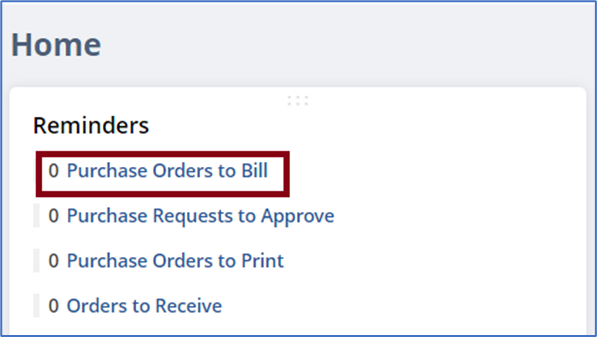 Home
Reminders
0 Purchase Orders to Bill
0 Purchase Requests to Approve
0 Purchase Orders to Print
0 Orders to Receive